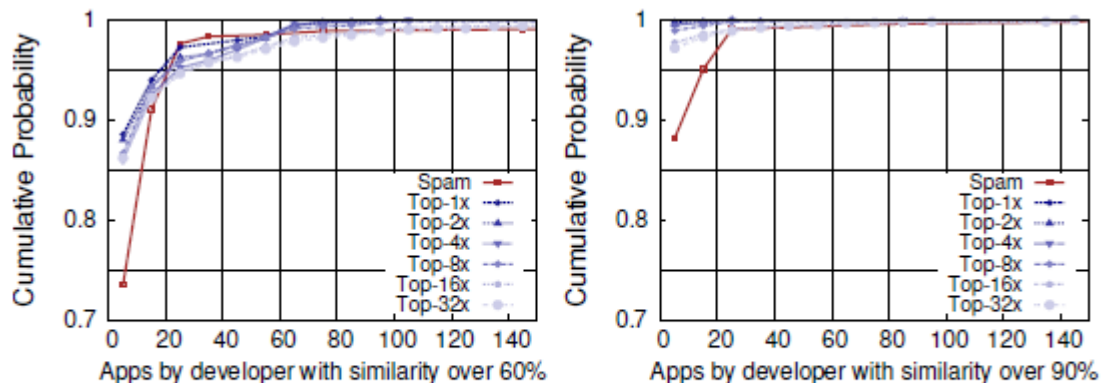 Cumulative Probability
1
0.9
0.8
0.7
Spam
Top-1x
Top-2x
Top-4x
Top-8x
Top-16x
Top-32x
0 20 40 60 80 100 120 140
Apps by developer with similarity over 60%
Cumulative Probability
1
0.9
0.8
0.7
Spam
Top-1x
Top-2x
Top-4x
Top-8x
Top-16x
Top-32x
0 20 40 60 80 100 120 140
Apps by developer with similarity over 90%